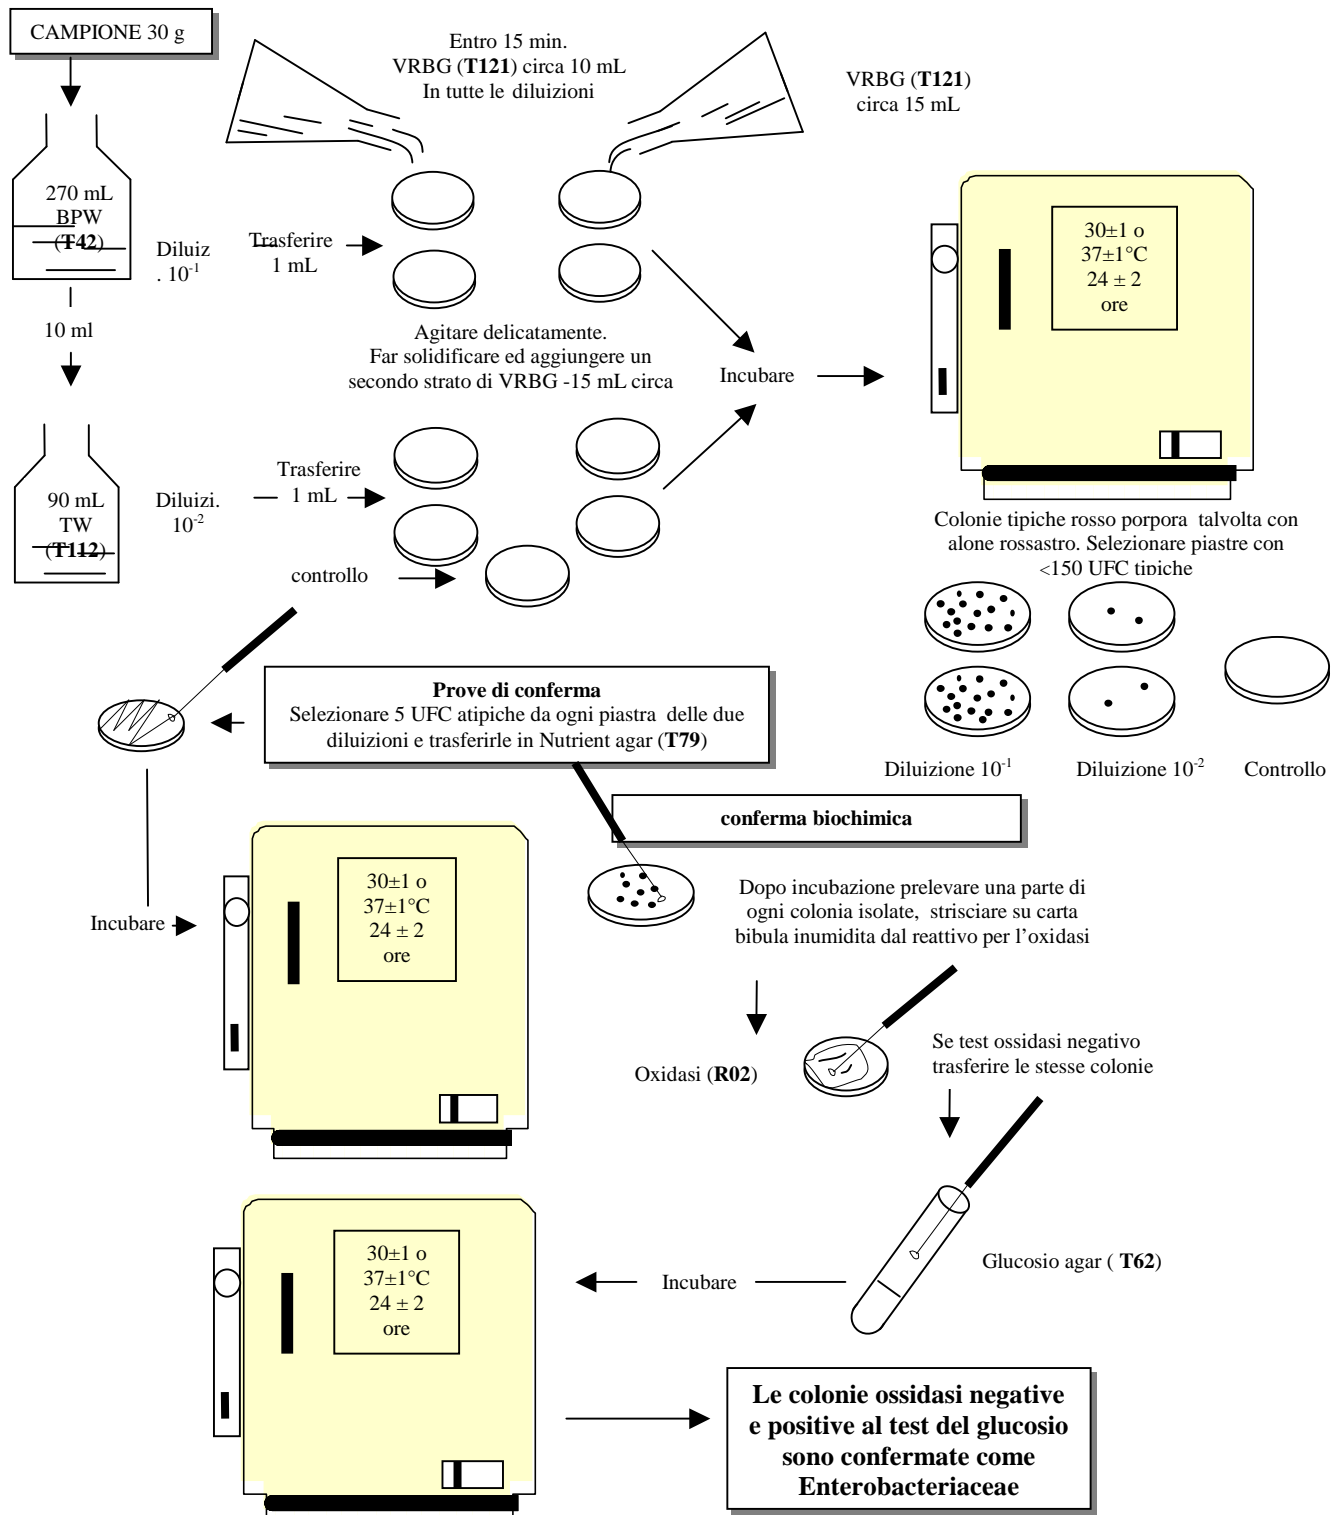 CAMPIONE 30 g
Entro 15 min.
VRBG (T121) circa 10 mL
In tutte le diluizioni
VRBG (T121)
circa 15 mL
270 mL
BPW
(T42)
Diluiz
. 10-1
Trasferire
1 mL
30±1 o
37±1°C
24 ± 2
ore
10 ml
Agitare delicatamente.
Far solidificare ed aggiungere un
secondo strato di VRBG -15 mL circa
Incubare
90 mL
TW
(T112)
Diluizi.
10-2
Trasferire
1 mL
controllo
Colonie tipiche rosso porpora talvolta con
alone rossastro. Selezionare piastre con
<150 UFC tipiche
Diluizione 10-1
Diluizione 10-2
Controllo
Prove di conferma
Selezionare 5 UFC atipiche da ogni piastra delle due
diluizioni e trasferirle in Nutrient agar (T79)
conferma biochimica
Incubare
30±1 o
37±1°C
24 ± 2
ore
Dopo incubazione prelevare una parte di
ogni colonia isolate, strisciare su carta
bibula inumidita dal reattivo per l'oxidasi
Oxidasi (R02)
Se test ossidasi negativo
trasferire le stesse colonie
Glucosio agar ( T62)
Incubare
30±1 o
37±1°C
24 ± 2
ore
Le colonie ossidasi negative
e positive al test del glucosio
sono confermate come
Enterobacteriaceae